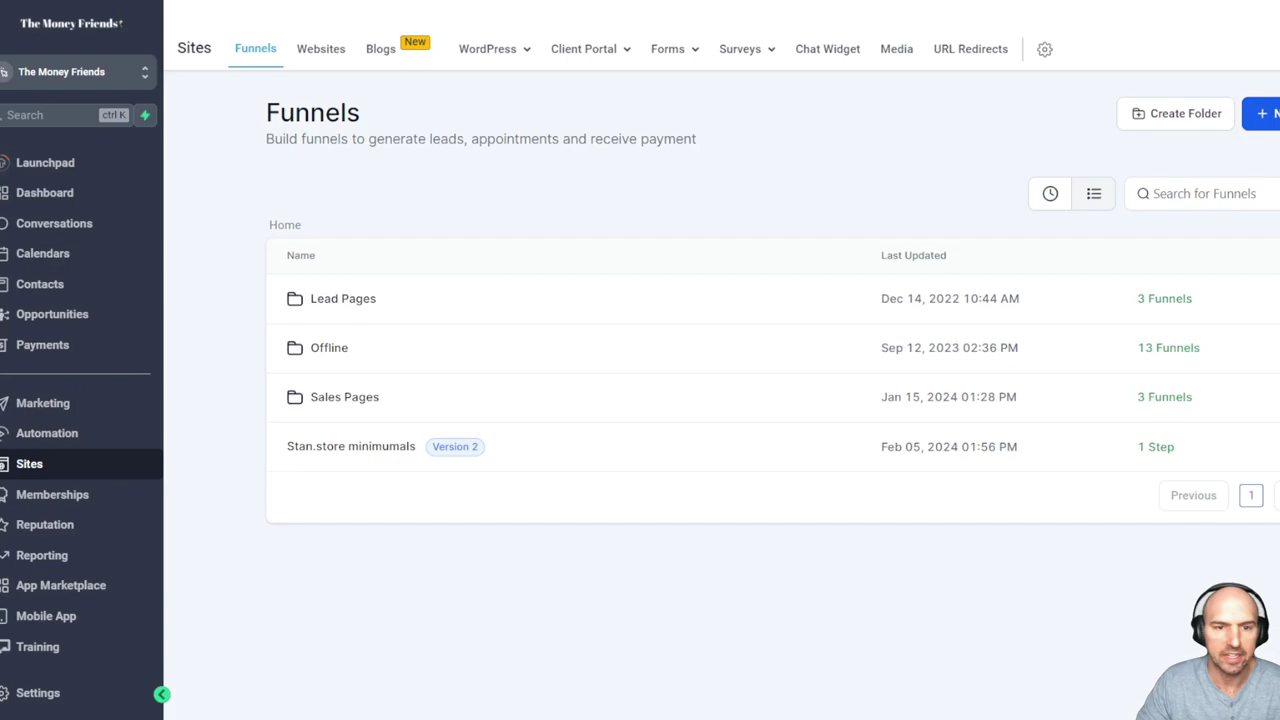 The Money Friends
The Money Friends
Search
ctrl K
Launchpad
Dashboard
Conversations
Calendars
Contacts
Opportunities
Payments
Marketing
Automation
Sites
Memberships
Reputation
Reporting
App Marketplace
Mobile App
Training
Settings
Sites
Funnels
Websites
Blogs
New
WordPress
Client Portal
Forms
Surveys
Chat Widget
Media
URL Redirects
Funnels
Build funnels to generate leads, appointments and receive payment
Create Folder
+ N
Search for Funnels
Home
Name Last Updated
Lead Pages Dec 14, 2022 10:44 AM 3 Funnels
Offline Sep 12, 2023 02:36 PM 13 Funnels
Sales Pages Jan 15, 2024 01:28 PM 3 Funnels
Stan.store minimumals Version 2 Feb 05, 2024 01:56 PM 1 Step
Previous 1